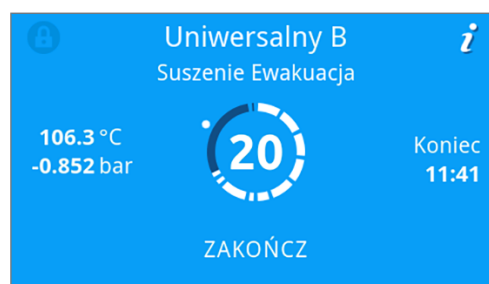 Uniwersalny B
i
Suszenie Ewakuacja
106.3 °C
-0.852 bar
20
Koniec
11:41
ZAKOŃCZ